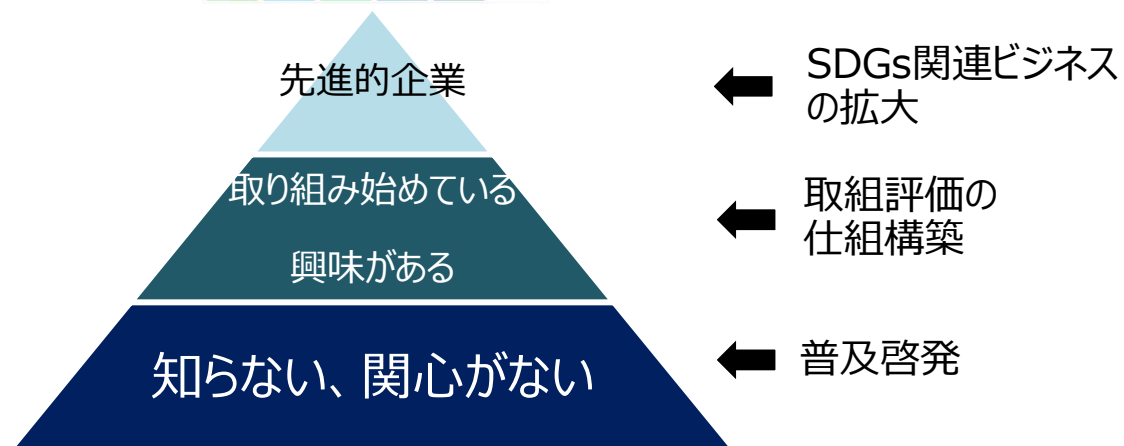 先進的企業
SDGs関連ビジネス
の拡大
取り組み始めている
興味がある
取組評価の
仕組構築
知らない、関心がない
普及啓発